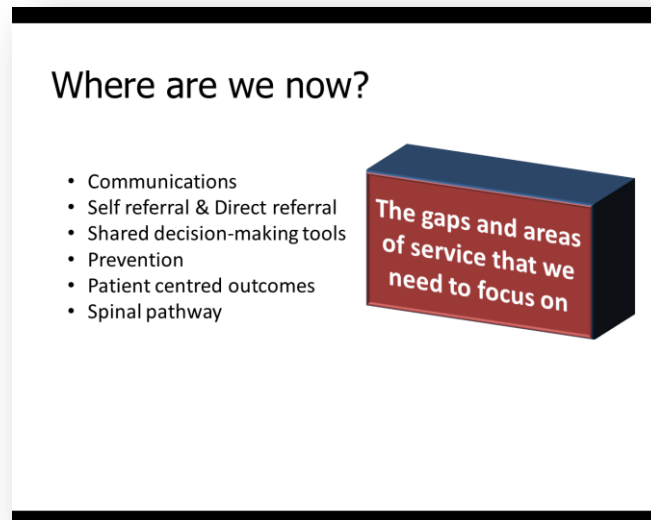 Where are we now?
• Communications
• Self referral & Direct referral
• Shared decision-making tools
• Prevention
• Patient centred outcomes
• Spinal pathway
The gaps and areas
of service that we
need to focus on